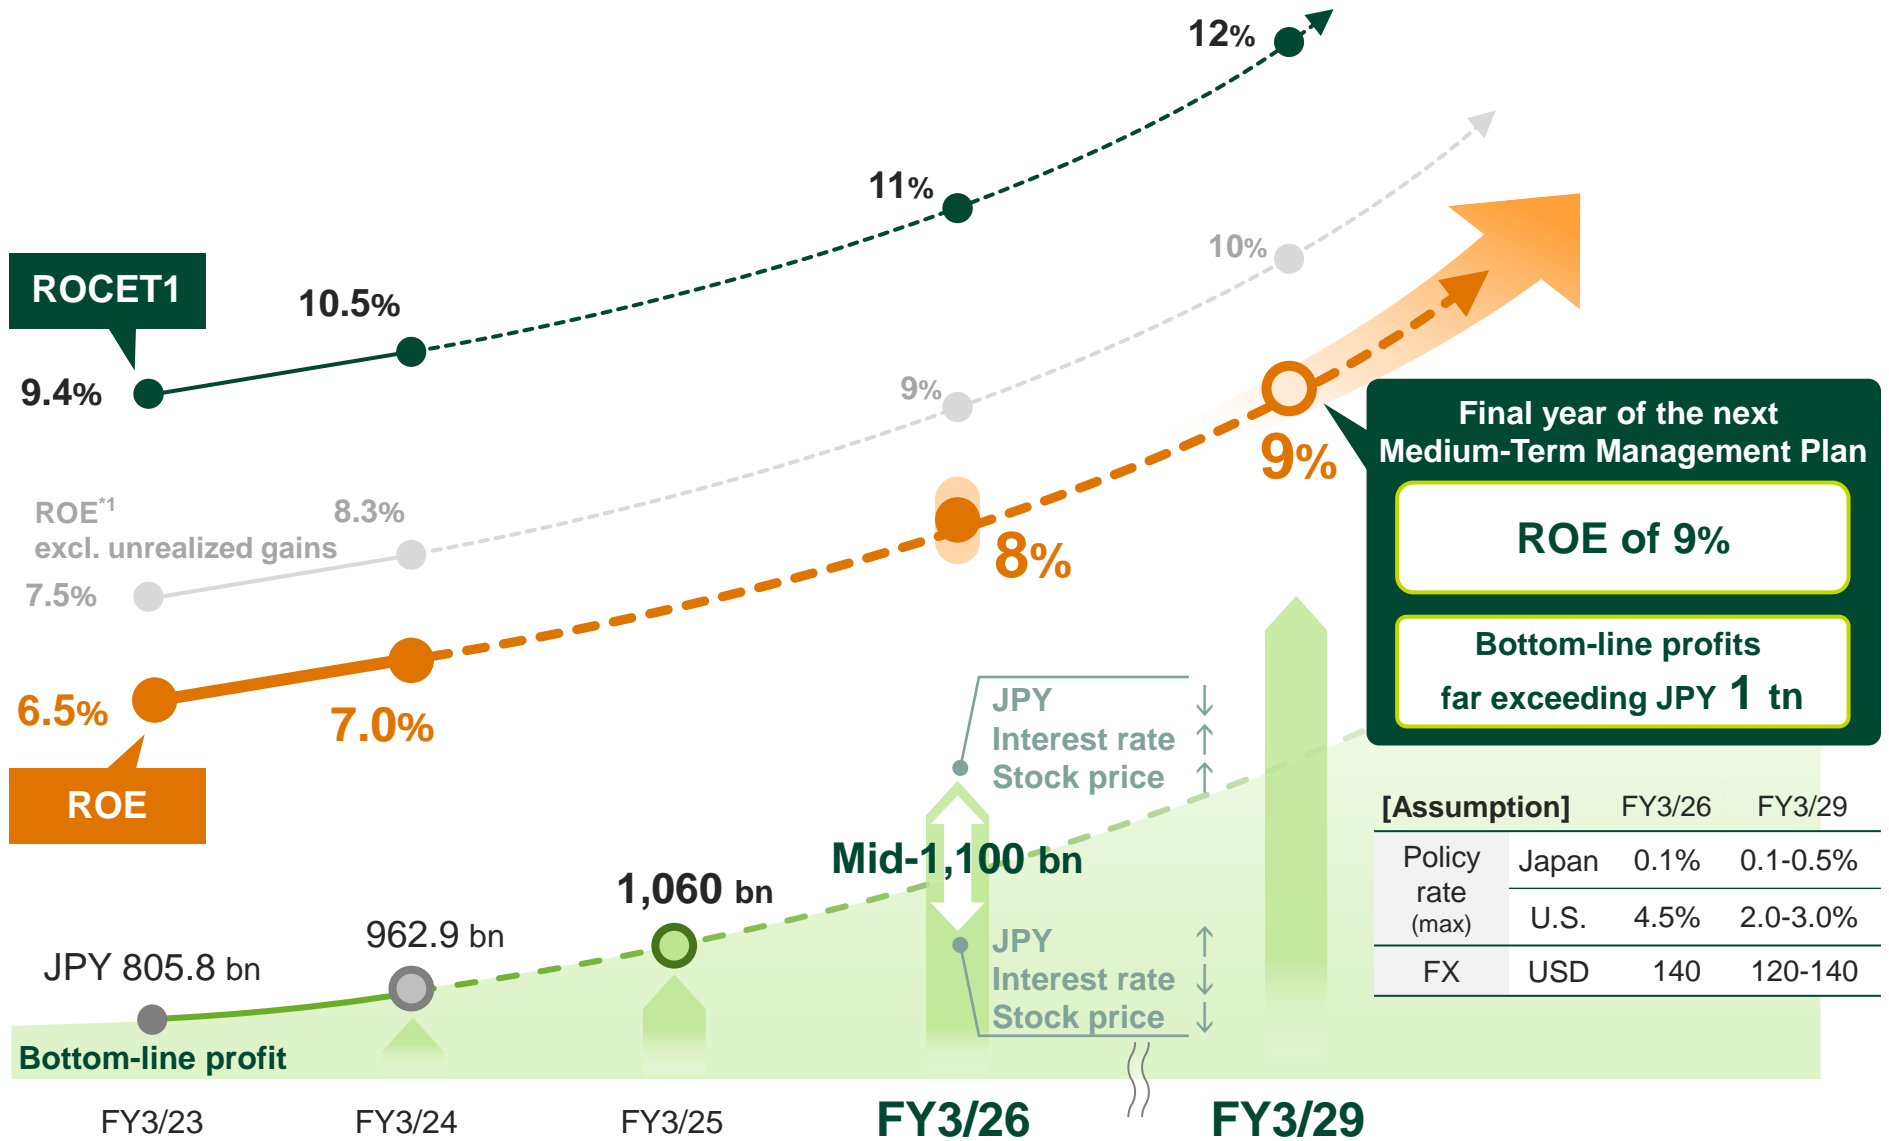 12%
11%
10%
ROCET1
10.5%
9.4%
9%
Final year of the next
Medium-Term Management Plan
9%
ROE*1
excl. unrealized gains
8.3%
8%
ROE of 9%
7.5%
Bottom-line profits
far exceeding JPY 1 tn
6.5%
7.0%
JPY ↓
Interest rate ↑
Stock price ↑
ROE
[Assumption] FY3/26 FY3/29
Policy rate (max) Japan 0.1% 0.1-0.5%
U.S. 4.5% 2.0-3.0%
FX USD 140 120-140
Mid-1,100 bn
1,060 bn
962.9 bn
JPY 805.8 bn
JPY ↑
Interest rate ↓
Stock price ↓
Bottom-line profit
FY3/23 FY3/24 FY3/25 FY3/26 FY3/29